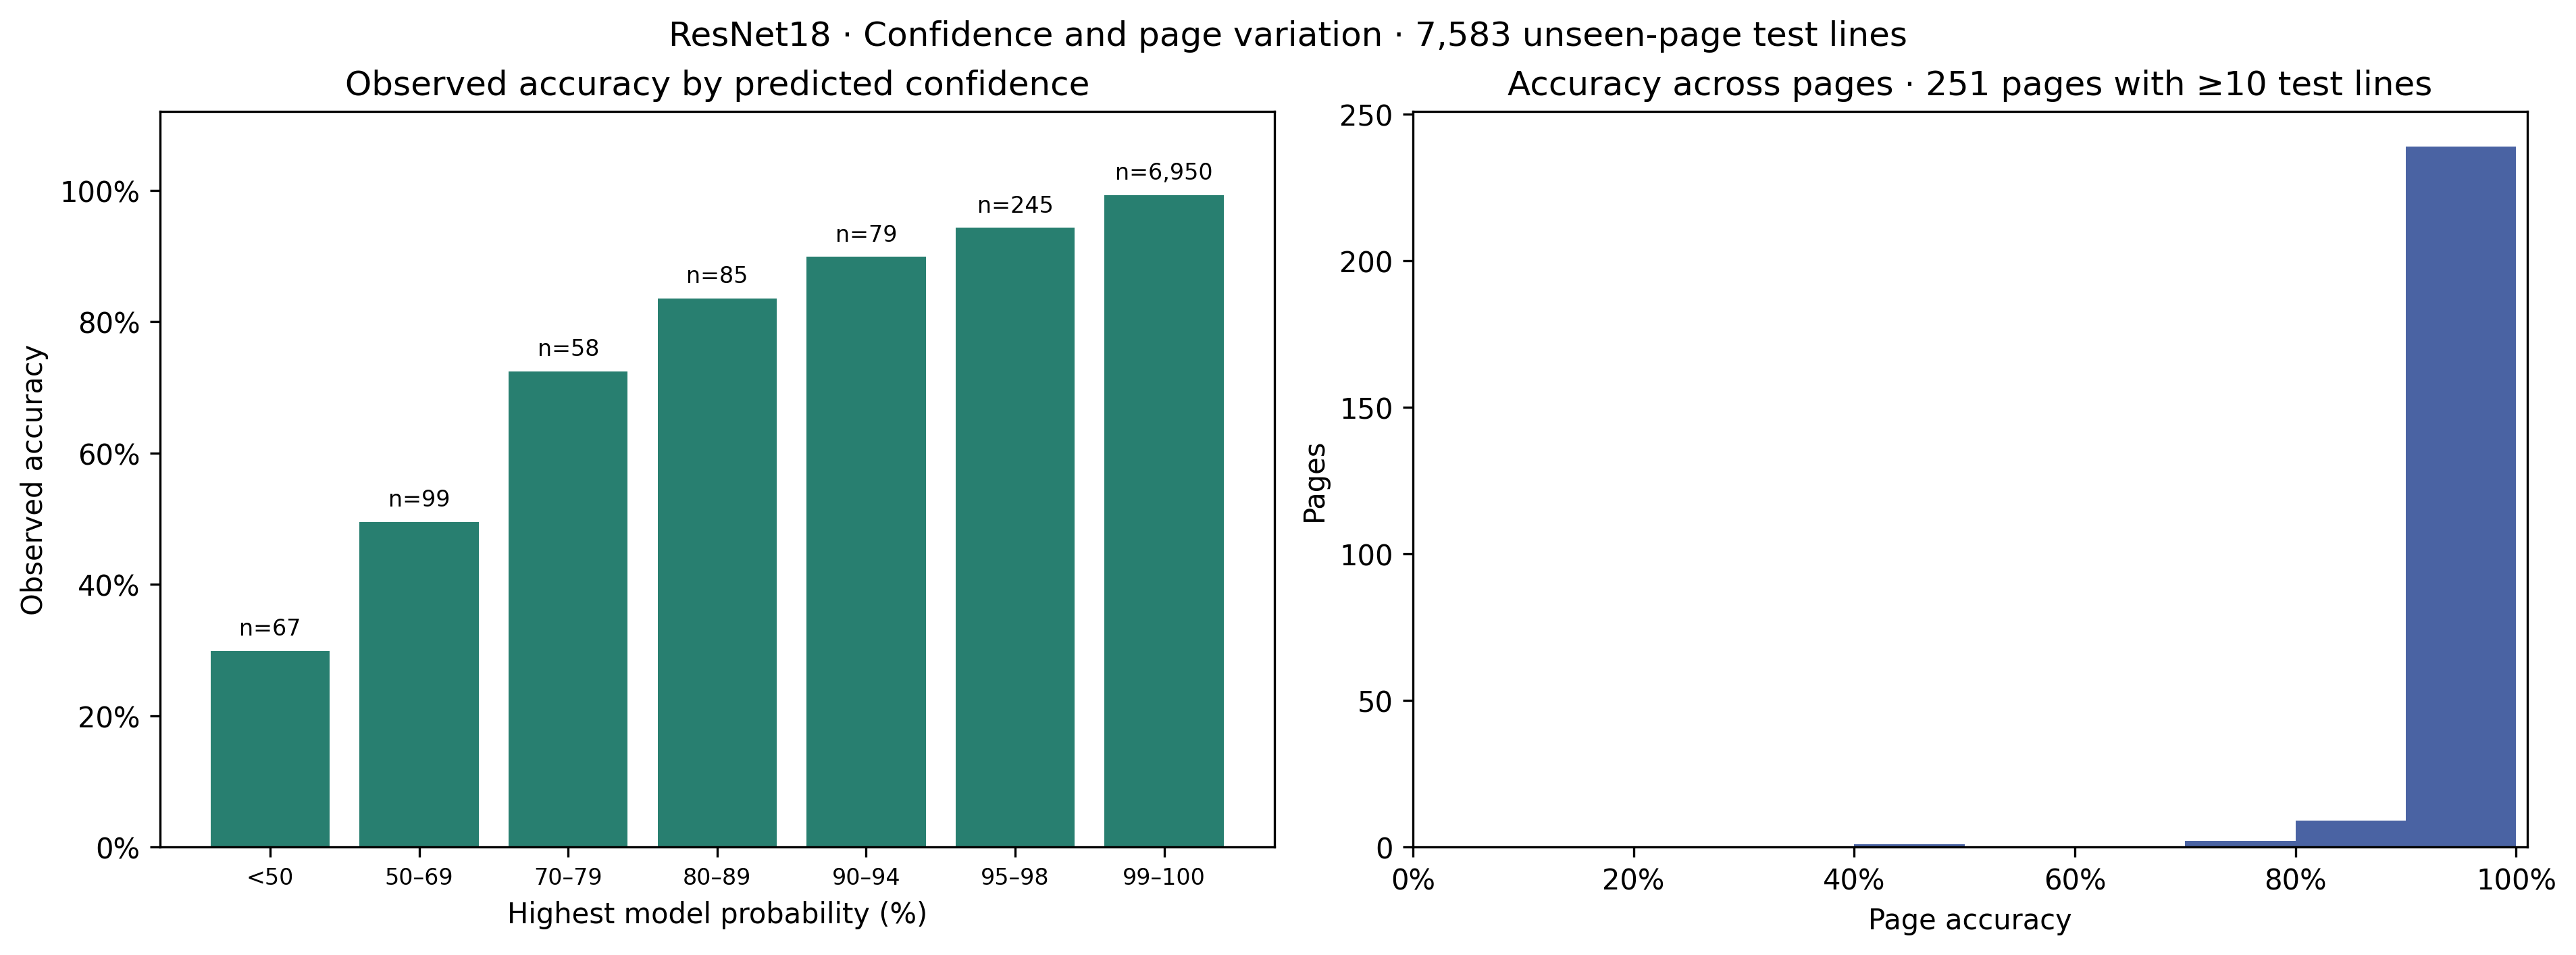 ResNet18 · Confidence and page variation · 7,583 unseen-page test lines
Observed accuracy by predicted confidence
Observed accuracy
100%
80%
60%
40%
20%
0%
n=67
n=99
n=58
n=85
n=79
n=245
n=6,950
<50
50–69
70–79
80–89
90–94
95–98
99–100
Highest model probability (%)
Accuracy across pages · 251 pages with ≥10 test lines
Pages
250
200
150
100
50
0
0%
20%
40%
60%
80%
100%
Page accuracy